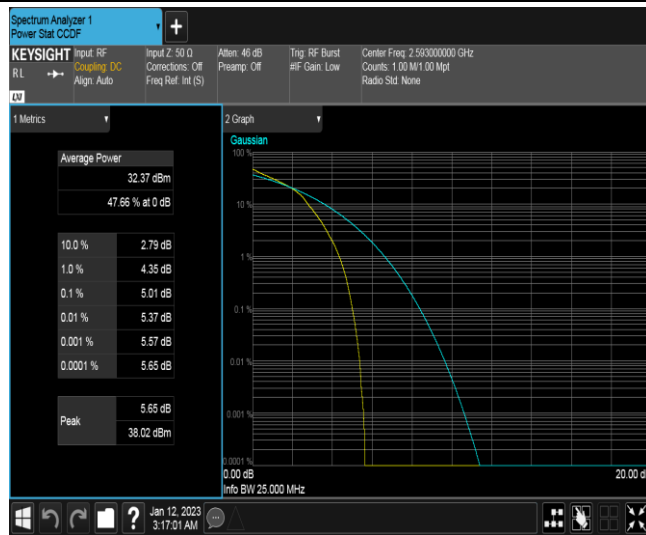 Spectrum Analyzer 1
Power Stat CCDF
+
KEYSIGHT
RL
Input: RF
Coupling: DC
Align: Auto
Input Z: 50 Ω
Corrections: Off
Freq Ref: Int (S)
Atten: 46 dB
Preamp: Off
Trig: RF Burst
#IF Gain: Low
Center Freq: 2.593000000 GHz
Counts: 1.00 M/1.00 Mpt
Radio Std: None
LXI
1 Metrics
Average Power
32.37 dBm
47.66 % at 0 dB
10.0 % 2.79 dB
1.0 % 4.35 dB
0.1 % 5.01 dB
0.01 % 5.37 dB
0.001 % 5.57 dB
0.0001 % 5.65 dB
Peak
5.65 dB
38.02 dBm
2 Graph
Gaussian
100 %
10 %
1 %
0.1 %
0.01 %
0.001 %
0.0001 %
0.00 dB
20.00 d
Info BW 25.000 MHz
?
Jan 12, 2023
3:17:01 AM